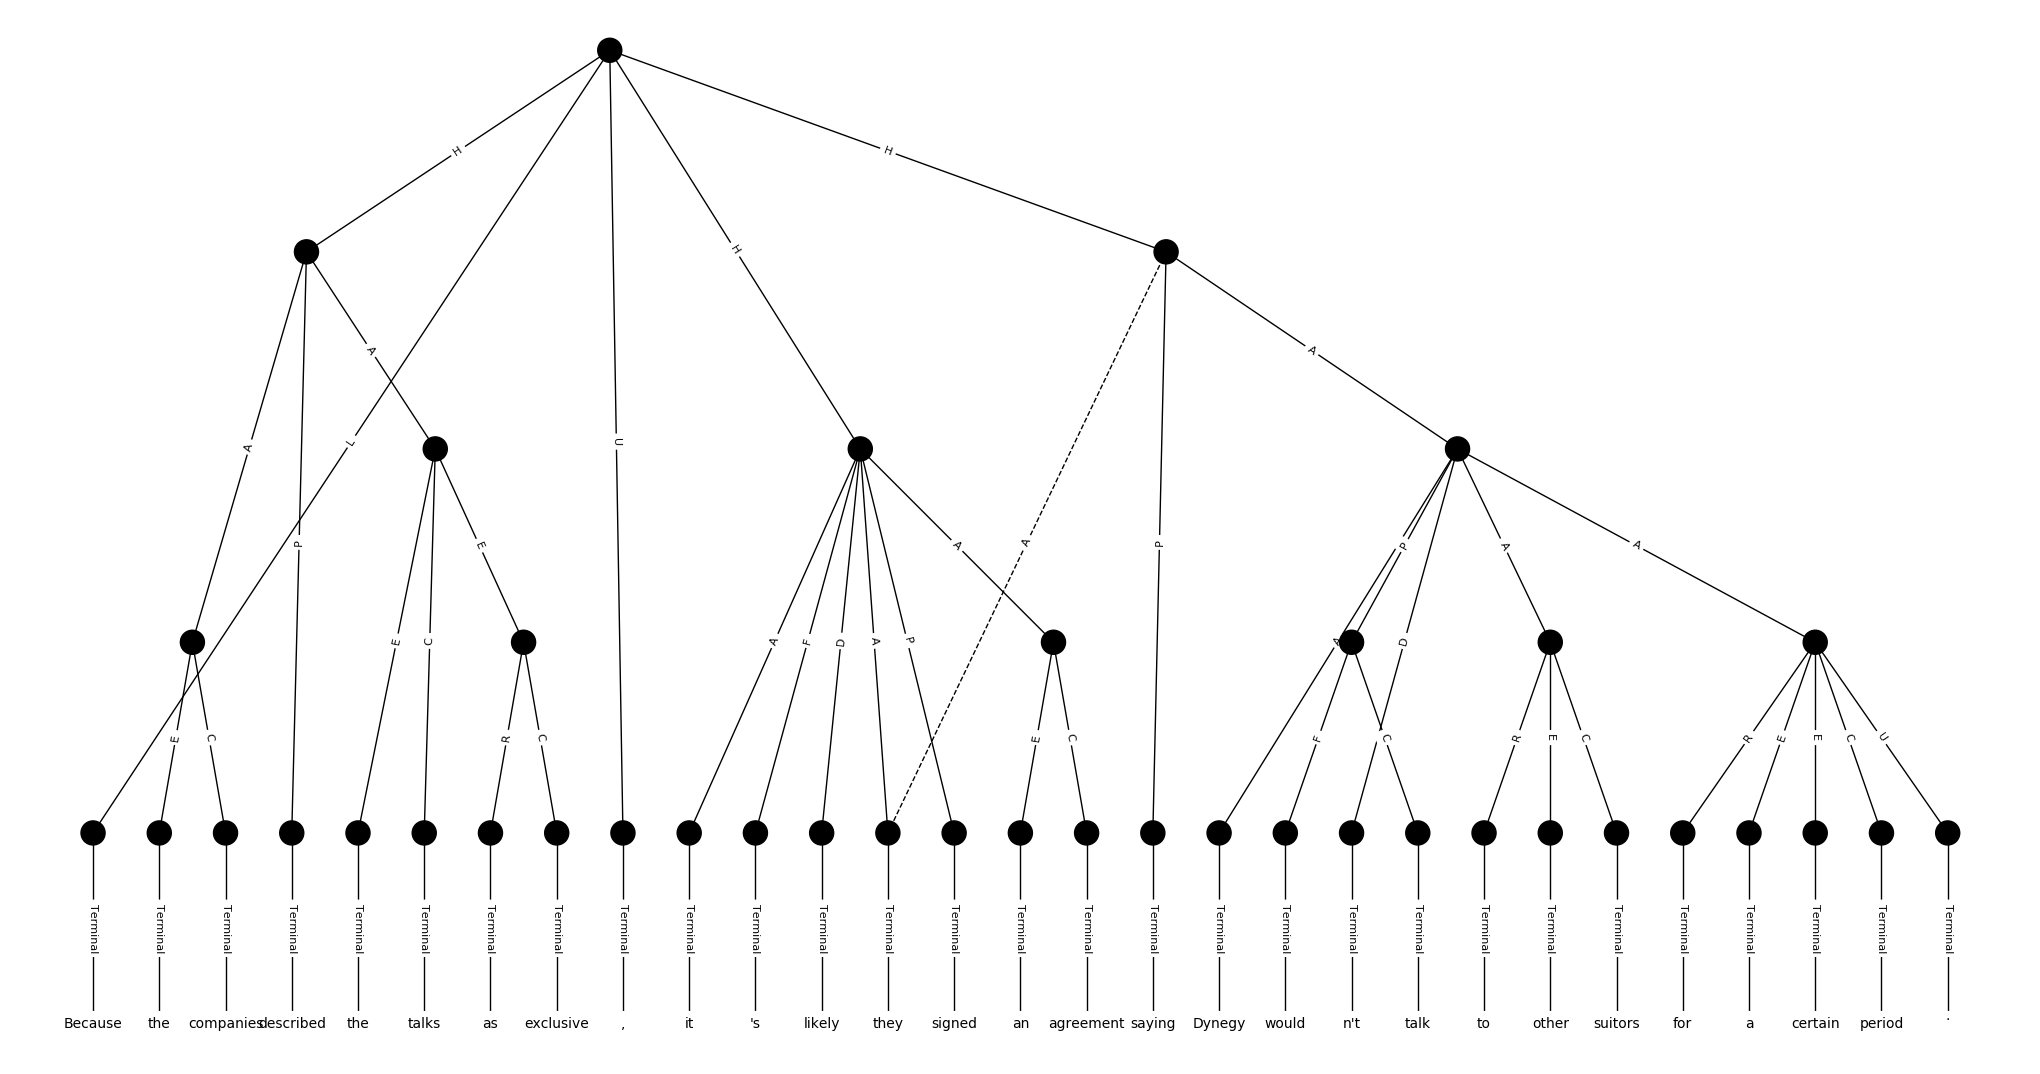 H H
H
A A
L U
A P A P
E
A P A A
E C A F D A P A D
E C R C E C F C R E C R E E C U
Terminal Terminal Terminal Terminal Terminal Terminal Terminal Terminal Terminal Terminal Terminal Terminal Terminal Terminal Terminal Terminal Terminal Terminal Terminal Terminal Terminal Terminal Terminal Terminal Terminal Terminal Terminal Terminal Terminal
Because the companies described the talks as exclusive , it 's likely they signed an agreement saying Dynegy would n't talk to other suitors for a certain period .